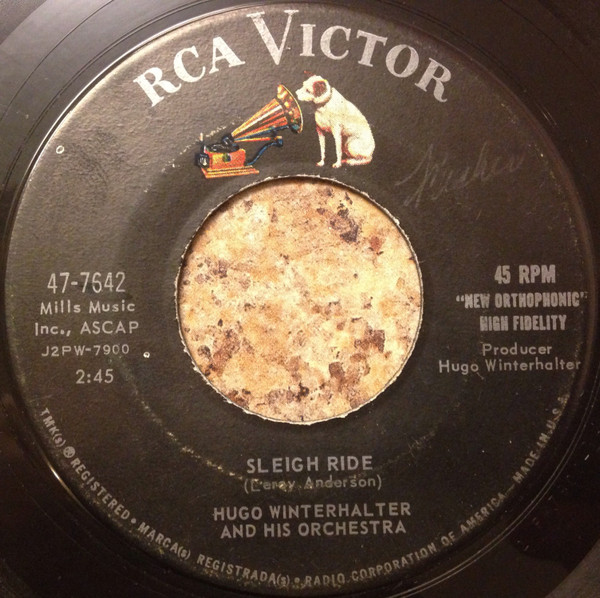 RCA VICTOR
47-7642
Mills Music
Inc., ASCAP
J2PW-7900
2:45
45 RPM
"NEW ORTHOPHONIC"
HIGH FIDELITY
Producer
Hugo Winterhalter
SLEIGH RIDE
(Leroy Anderson)
HUGO WINTERHALTER
AND HIS ORCHESTRA
TMK(s) ® REGISTERED • MARCA(s) REGISTRADA(s) • RADIO CORPORATION OF AMERICA — MADE IN U.S.A.